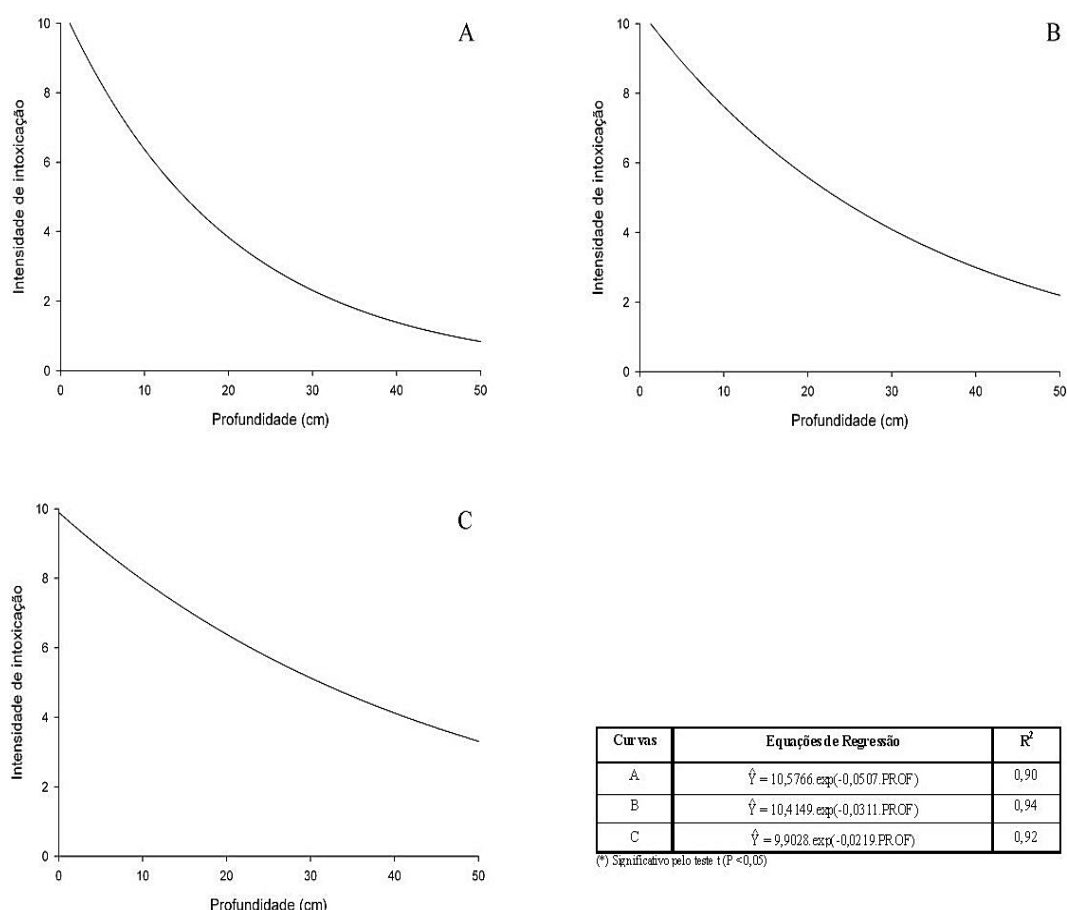 A
10
8
6
4
2
0
Intensidade de intoxicação
0 10 20 30 40 50
Profundidade (cm)
B
10
8
6
4
2
0
Intensidade de intoxicação
0 10 20 30 40 50
Profundidade (cm)
C
10
8
6
4
2
0
Intensidade de intoxicação
0 10 20 30 40 50
Profundidade (cm)
Curvas Equações de Regressão R²
A Ŷ = 10,5766.exp(-0,0507.PROF) 0,90
B Ŷ = 10,4149.exp(-0,0311.PROF) 0,94
C Ŷ = 9,9028.exp(-0,0219.PROF) 0,92
(*) Significativo pelo teste t (P <0,05)